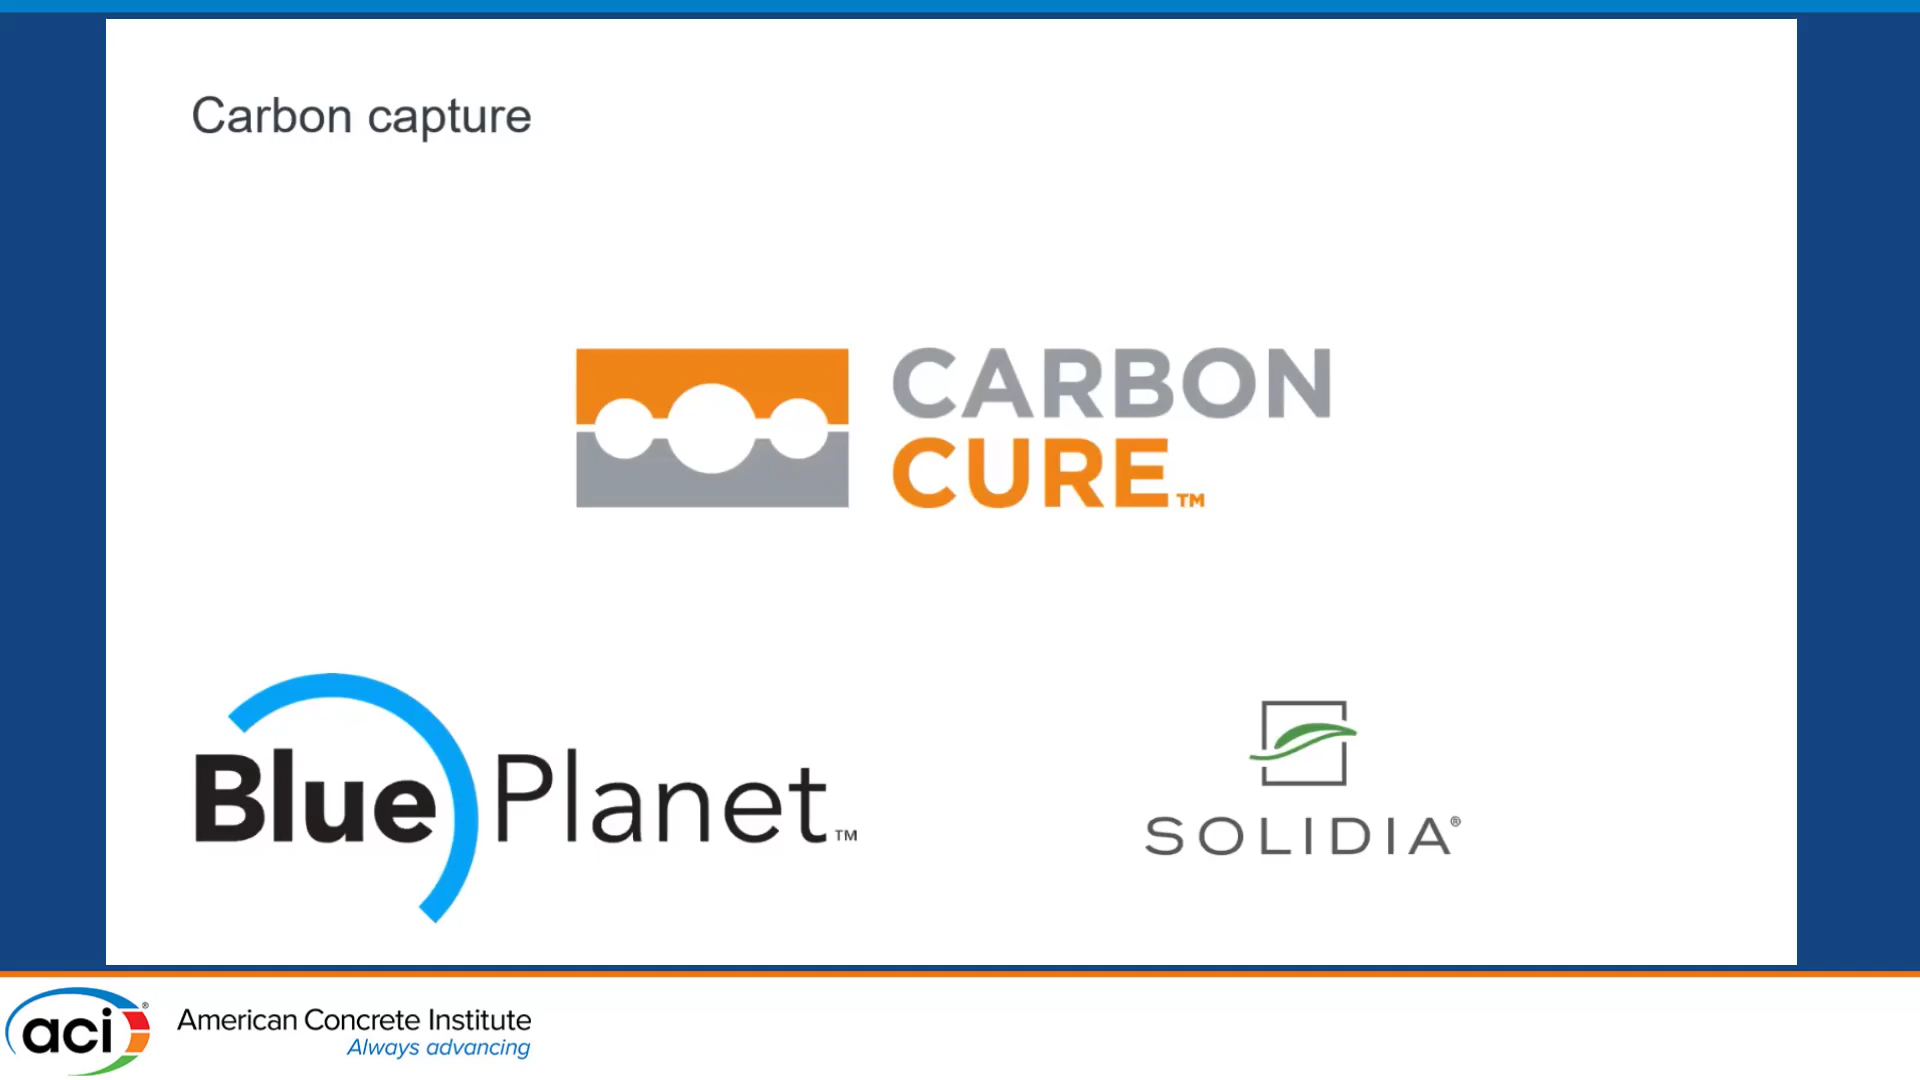 Carbon capture
CARBON
CURE™
Blue Planet™
SOLIDIA®
aci®
American Concrete Institute
Always advancing